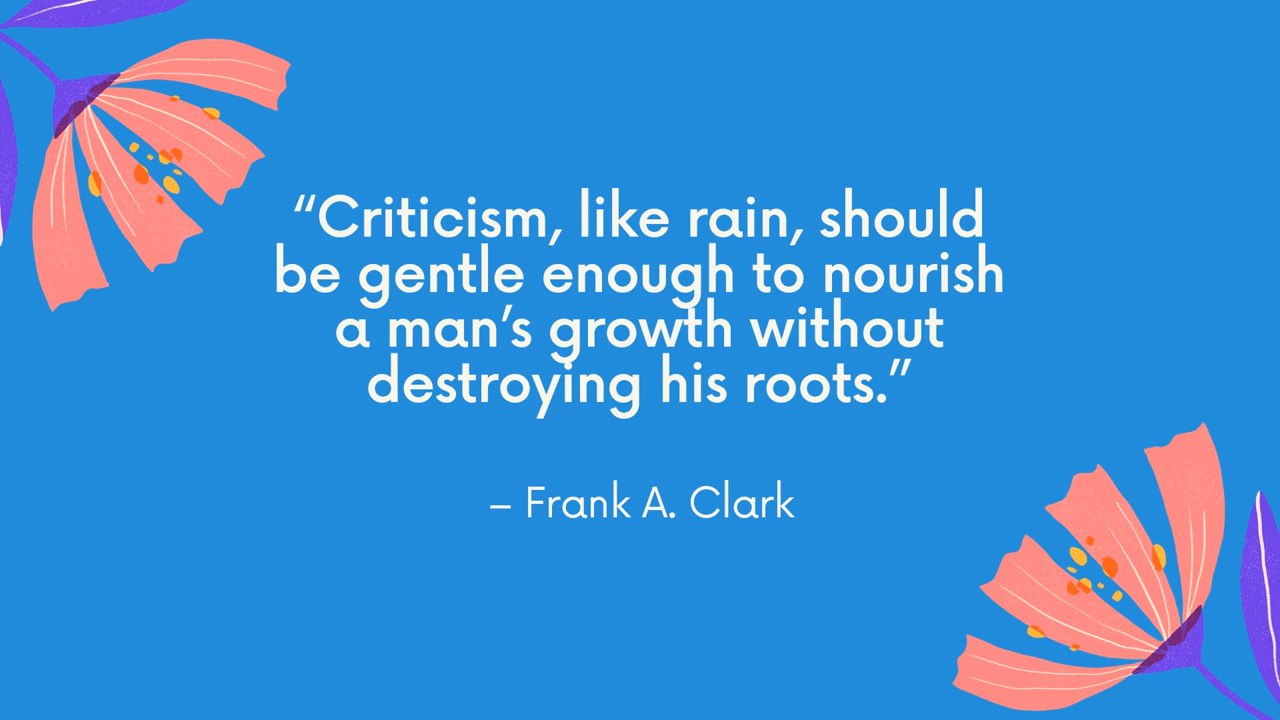 “Criticism, like rain, should
be gentle enough to nourish
a man’s growth without
destroying his roots.”
– Frank A. Clark